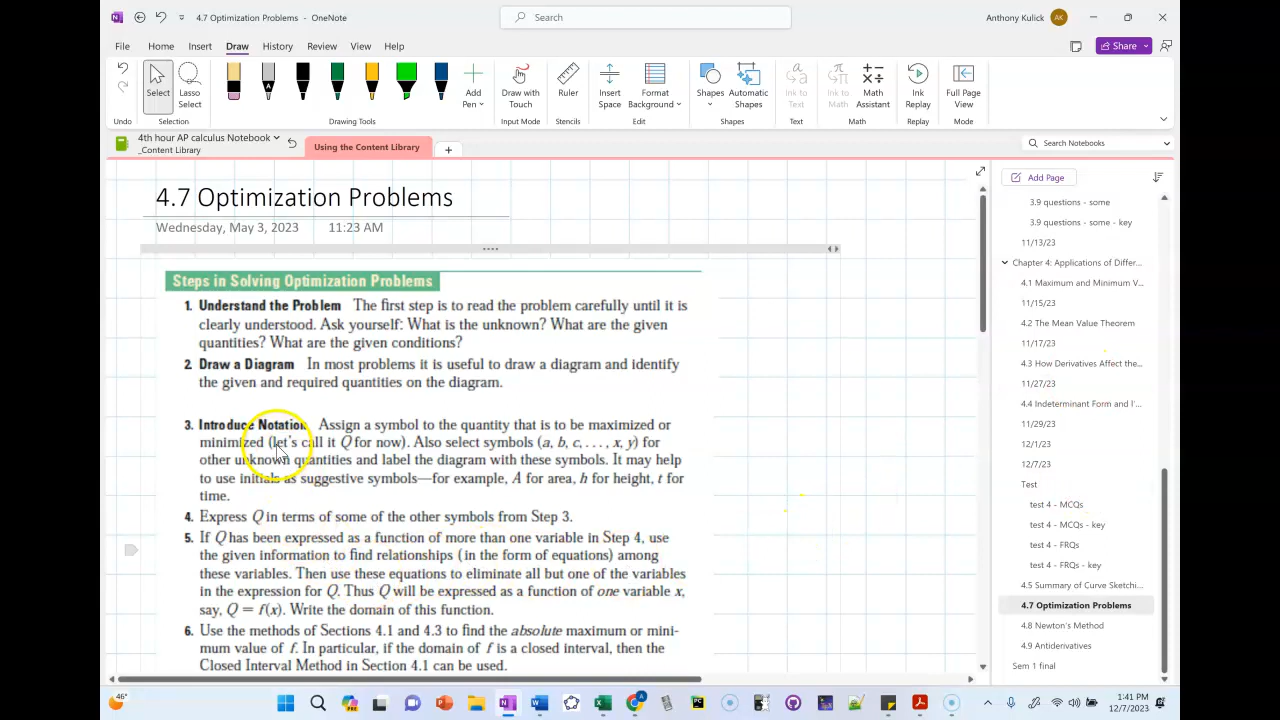 4.7 Optimization Problems - OneNote
Search
Anthony Kulick
AK
File Home Insert Draw History Review View Help
Share
Select
Lasso Select
Add Pen
Draw with Touch
Ruler
Insert Space
Format Background
Shapes
Automatic Shapes
Ink to Text
Ink to Math
Math Assistant
Ink Replay
Full Page View
Undo Selection Drawing Tools Input Mode Stencils Edit Shapes Text Math Replay Mode
4th hour AP calculus Notebook
_Content Library
Using the Content Library
Search Notebooks
4.7 Optimization Problems
Wednesday, May 3, 2023 11:23 AM
Steps in Solving Optimization Problems
1. Understand the Problem The first step is to read the problem carefully until it is
clearly understood. Ask yourself: What is the unknown? What are the given
quantities? What are the given conditions?
2. Draw a Diagram In most problems it is useful to draw a diagram and identify
the given and required quantities on the diagram.
3. Introduce Notation Assign a symbol to the quantity that is to be maximized or
minimized (let's call it Q for now). Also select symbols (a, b, c, . . . , x, y) for
other unknown quantities and label the diagram with these symbols. It may help
to use initials as suggestive symbols—for example, A for area, h for height, t for
time.
4. Express Q in terms of some of the other symbols from Step 3.
5. If Q has been expressed as a function of more than one variable in Step 4, use
the given information to find relationships (in the form of equations) among
these variables. Then use these equations to eliminate all but one of the variables
in the expression for Q. Thus Q will be expressed as a function of one variable x,
say, Q = f(x). Write the domain of this function.
6. Use the methods of Sections 4.1 and 4.3 to find the absolute maximum or mini-
mum value of f. In particular, if the domain of f is a closed interval, then the
Closed Interval Method in Section 4.1 can be used.
Add Page
3.9 questions - some
3.9 questions - some - key
11/13/23
Chapter 4: Applications of Differ...
4.1 Maximum and Minimum V...
11/15/23
4.2 The Mean Value Theorem
11/17/23
4.3 How Derivatives Affect the...
11/27/23
4.4 Indeterminant Form and l'...
11/29/23
12/1/23
12/7/23
Test
test 4 - MCQs
test 4 - MCQs - key
test 4 - FRQs
test 4 - FRQs - key
4.5 Summary of Curve Sketchi...
4.7 Optimization Problems
4.8 Newton's Method
4.9 Antiderivatives
Sem 1 final
46°
1:41 PM
12/7/2023